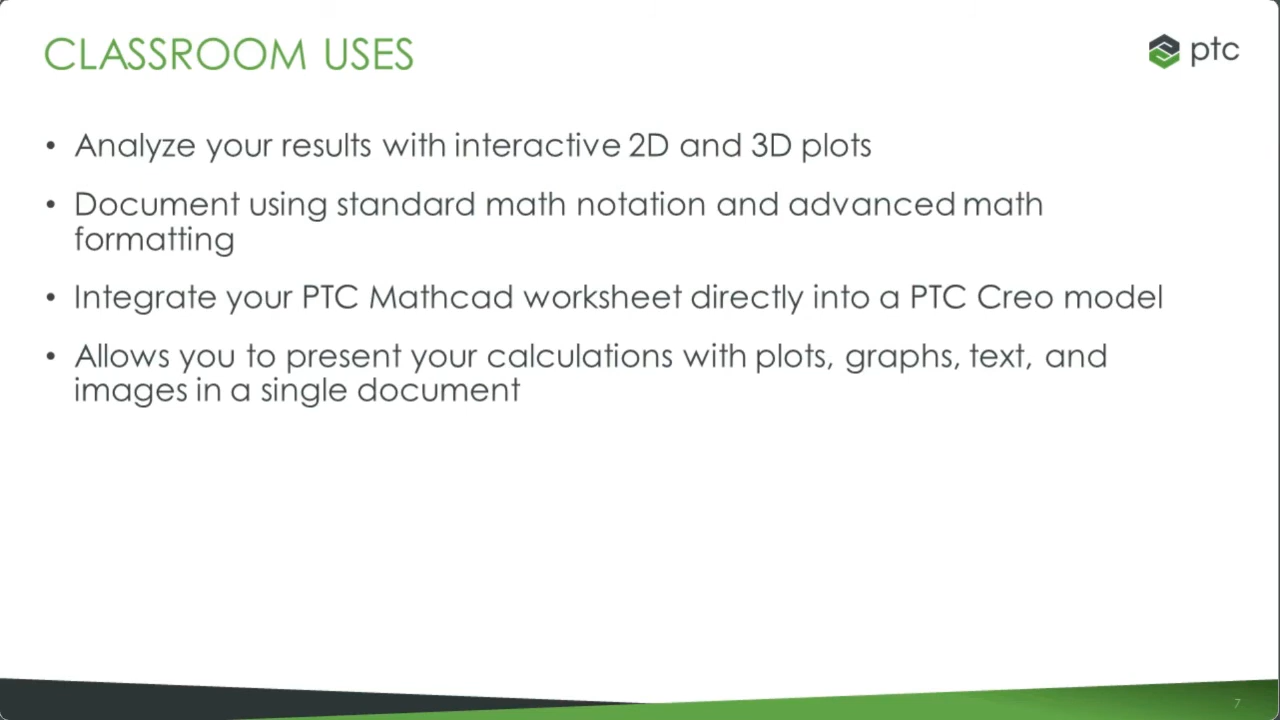 CLASSROOM USES
ptc
• Analyze your results with interactive 2D and 3D plots
• Document using standard math notation and advanced math
formatting
• Integrate your PTC Mathcad worksheet directly into a PTC Creo model
• Allows you to present your calculations with plots, graphs, text, and
images in a single document
7